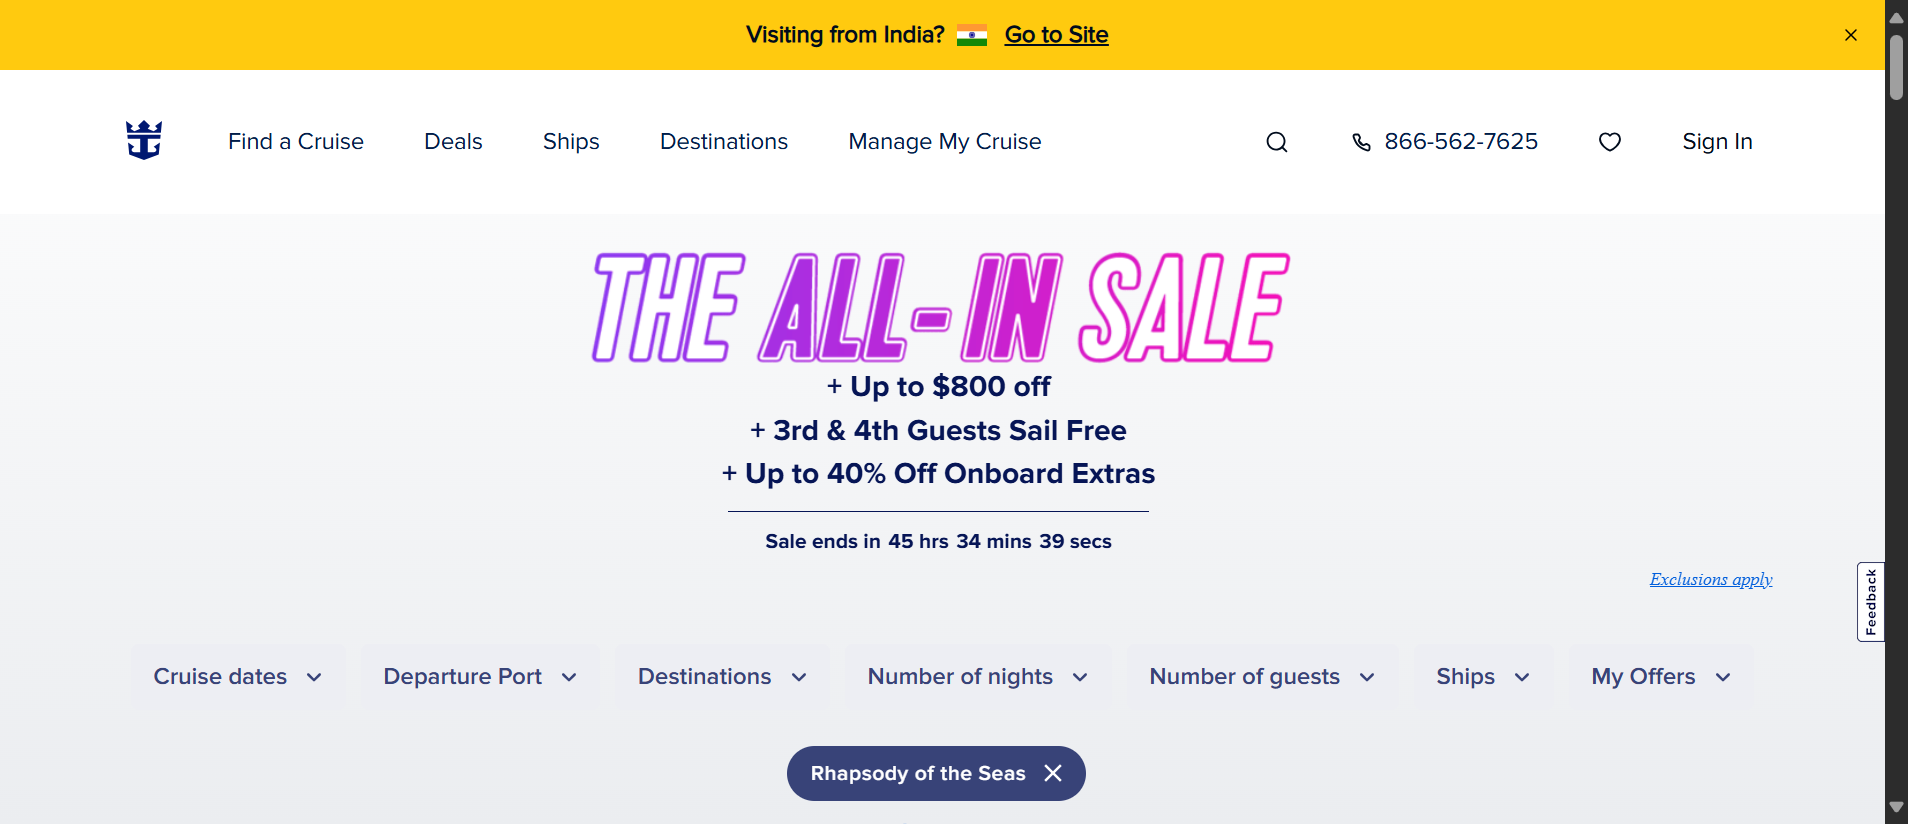 Visiting from India? Go to Site
Find a Cruise Deals Ships Destinations Manage My Cruise 866-562-7625 Sign In
THE ALL-IN SALE
+ Up to $800 off
+ 3rd & 4th Guests Sail Free
+ Up to 40% Off Onboard Extras
Sale ends in 45 hrs 34 mins 39 secs
Exclusions apply
Feedback
Cruise dates Departure Port Destinations Number of nights Number of guests Ships My Offers
Rhapsody of the Seas